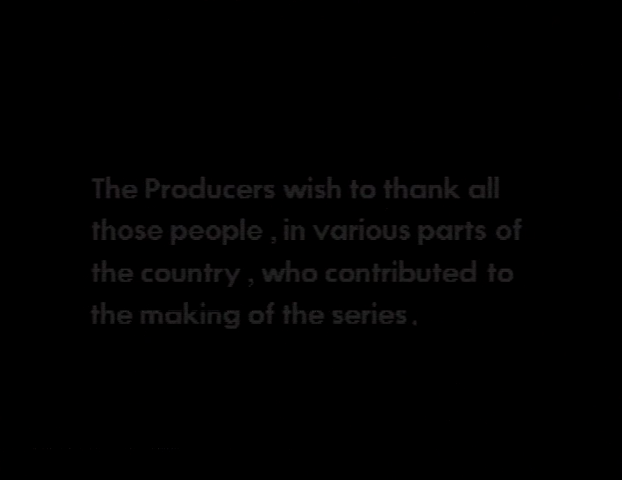 The Producers wish to thank all
those people , in various parts of
the country , who contributed to
the making of the series .